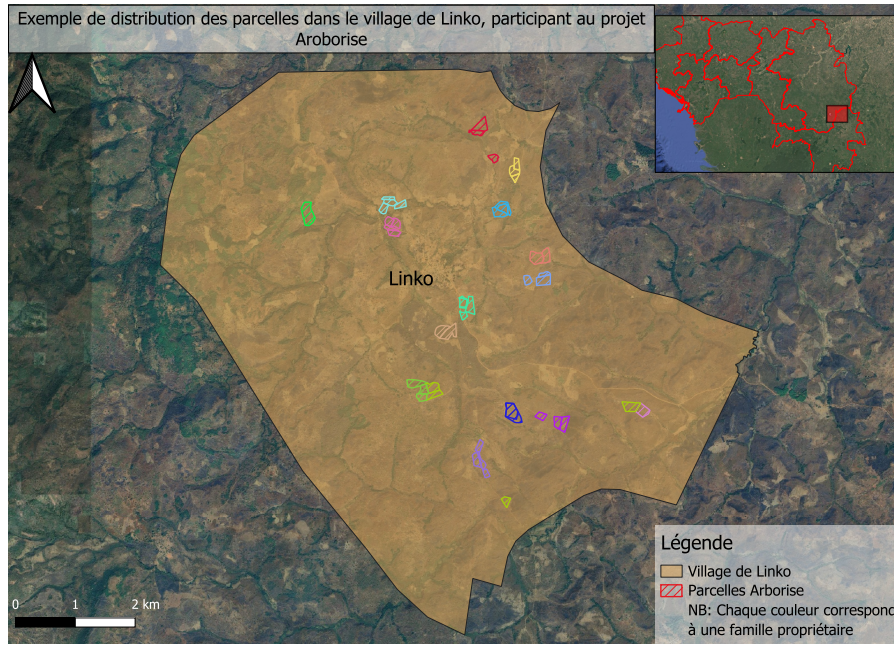 Exemple de distribution des parcelles dans le village de Linko, participant au projet
Aroborise
Linko
Légende
Village de Linko
Parcelles Arborise
NB: Chaque couleur correspond
à une famille propriétaire
0 1 2 km